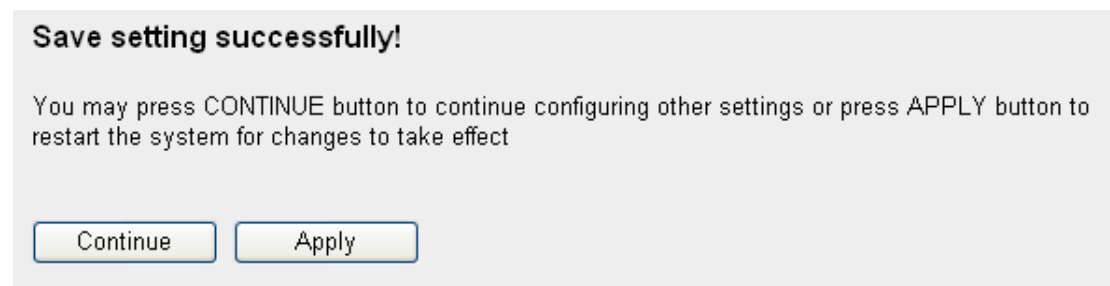 Save setting successfully!
You may press CONTINUE button to continue configuring other settings or press APPLY button to
restart the system for changes to take effect
Continue Apply